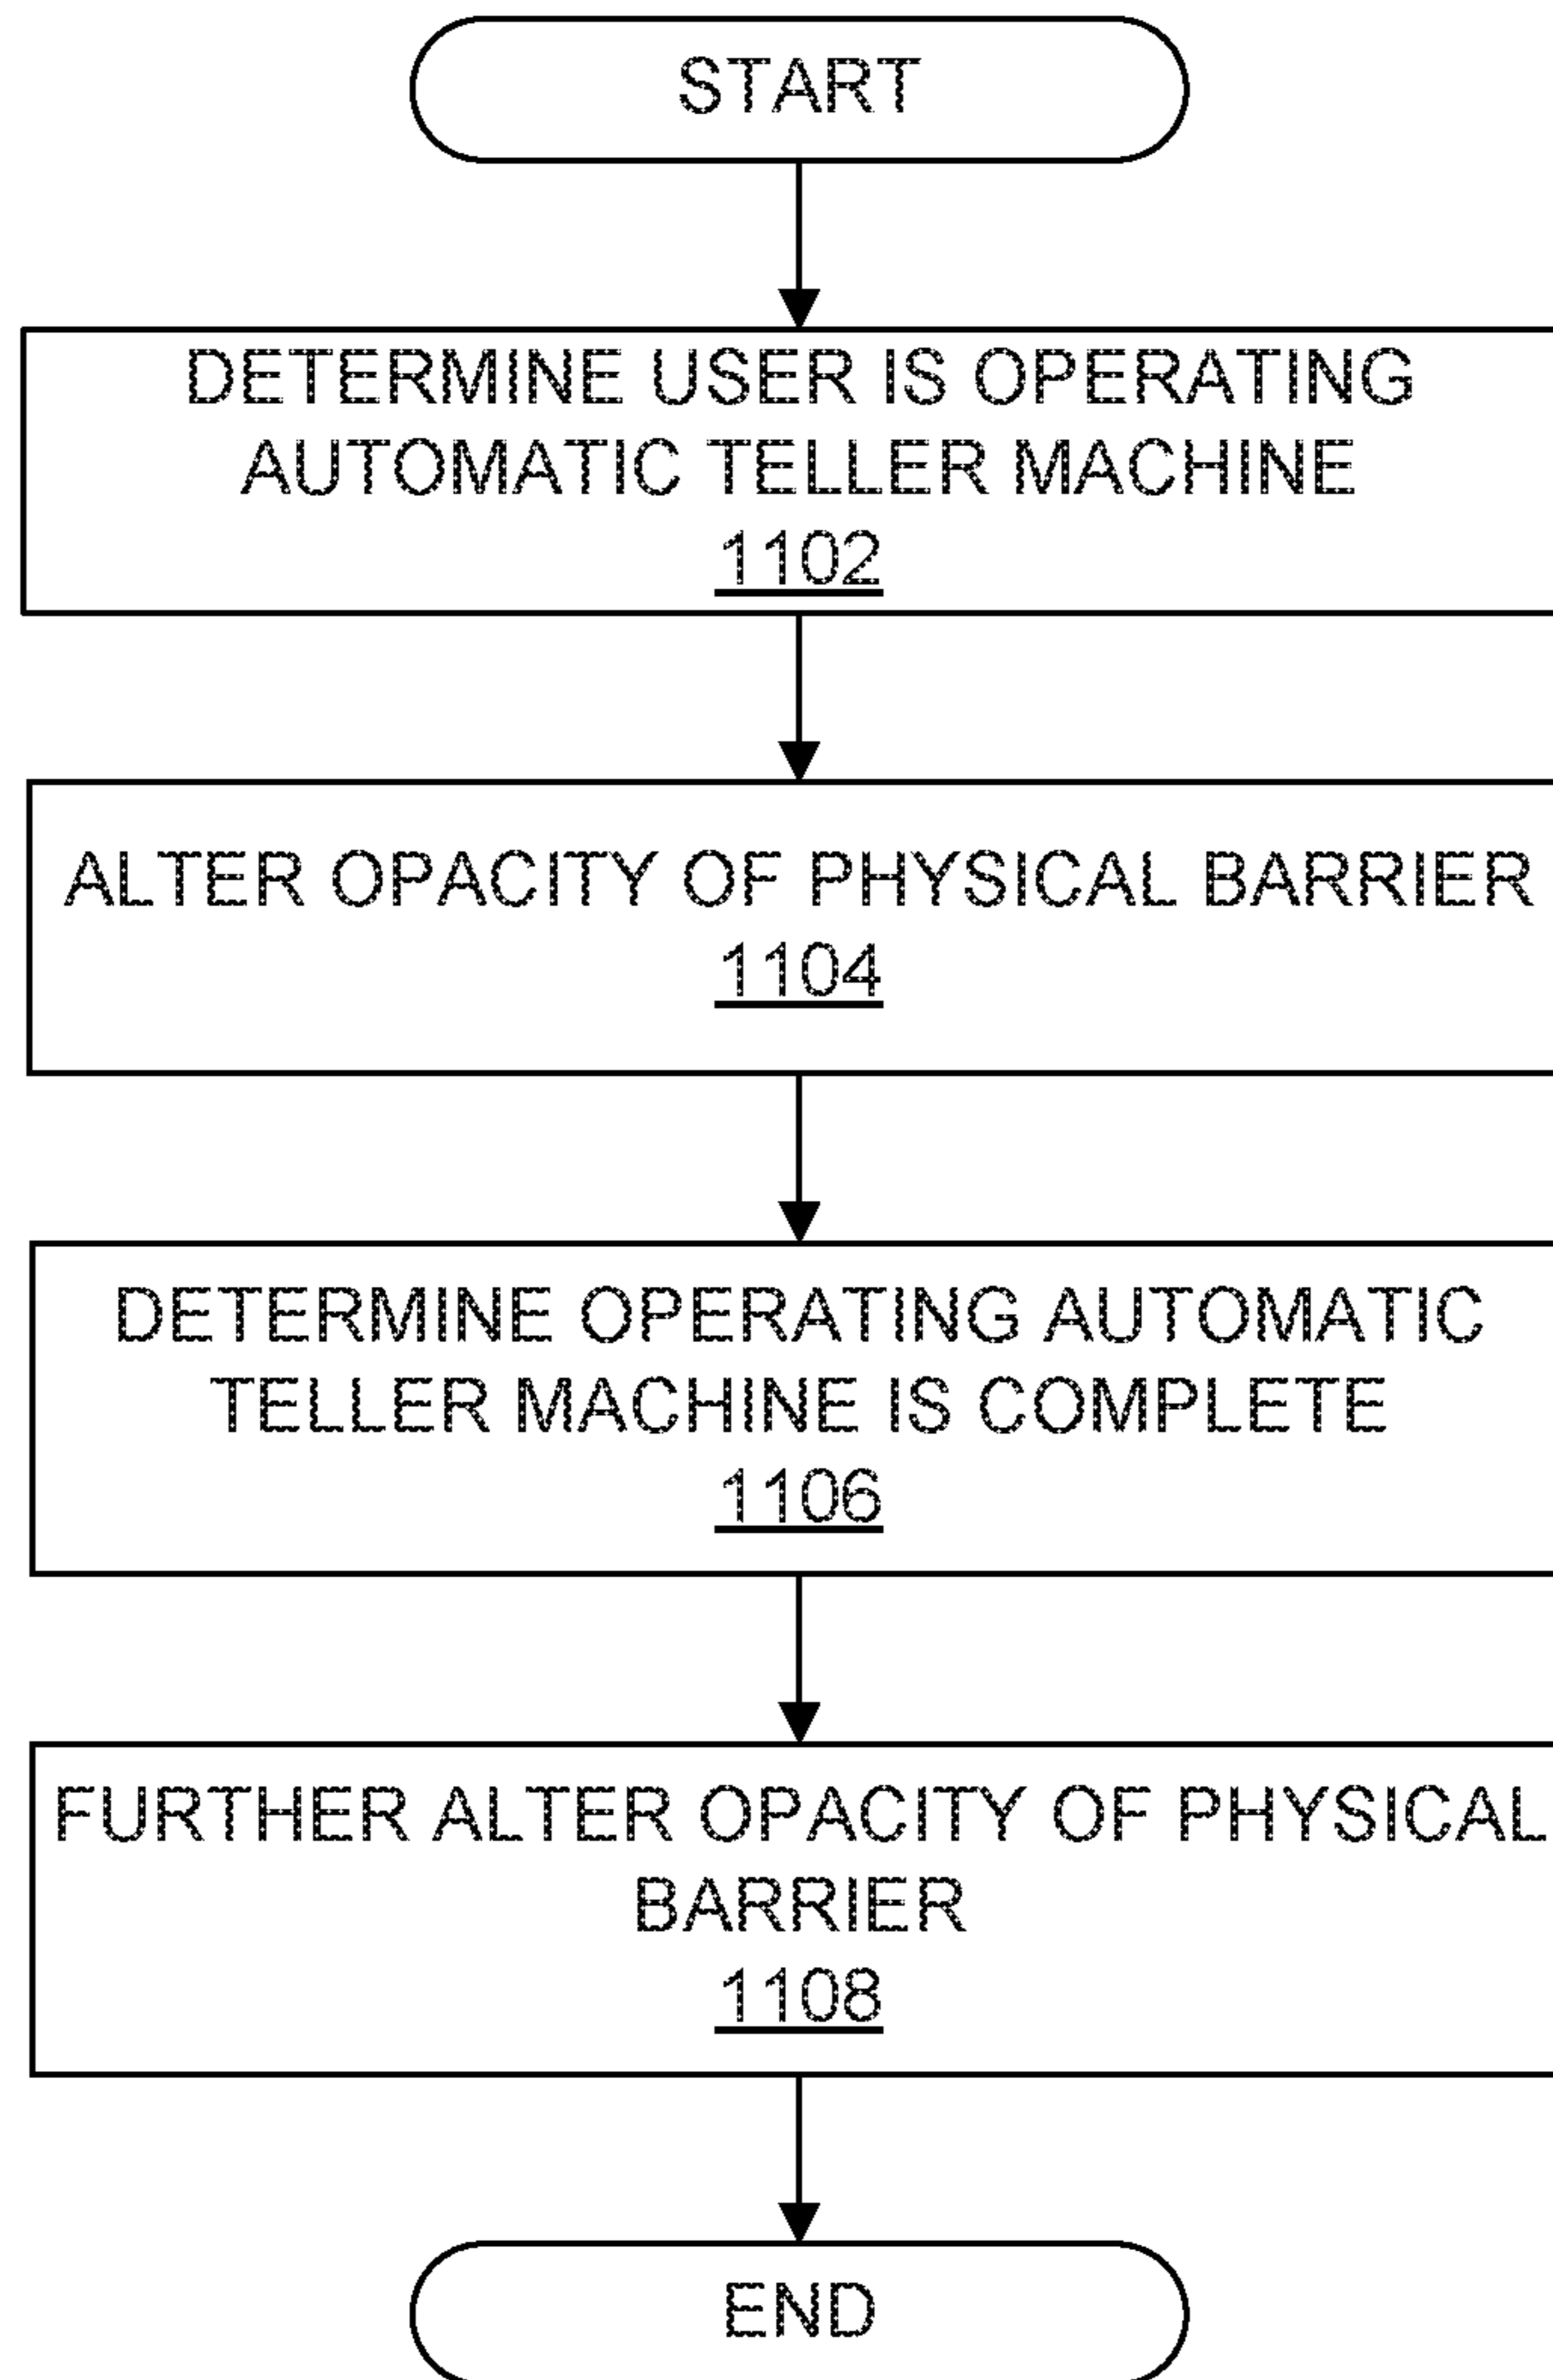 START
DETERMINE USER IS OPERATING
AUTOMATIC TELLER MACHINE
1102
ALTER OPACITY OF PHYSICAL BARRIER
1104
DETERMINE OPERATING AUTOMATIC
TELLER MACHINE IS COMPLETE
1106
FURTHER ALTER OPACITY OF PHYSICAL
BARRIER
1108
END